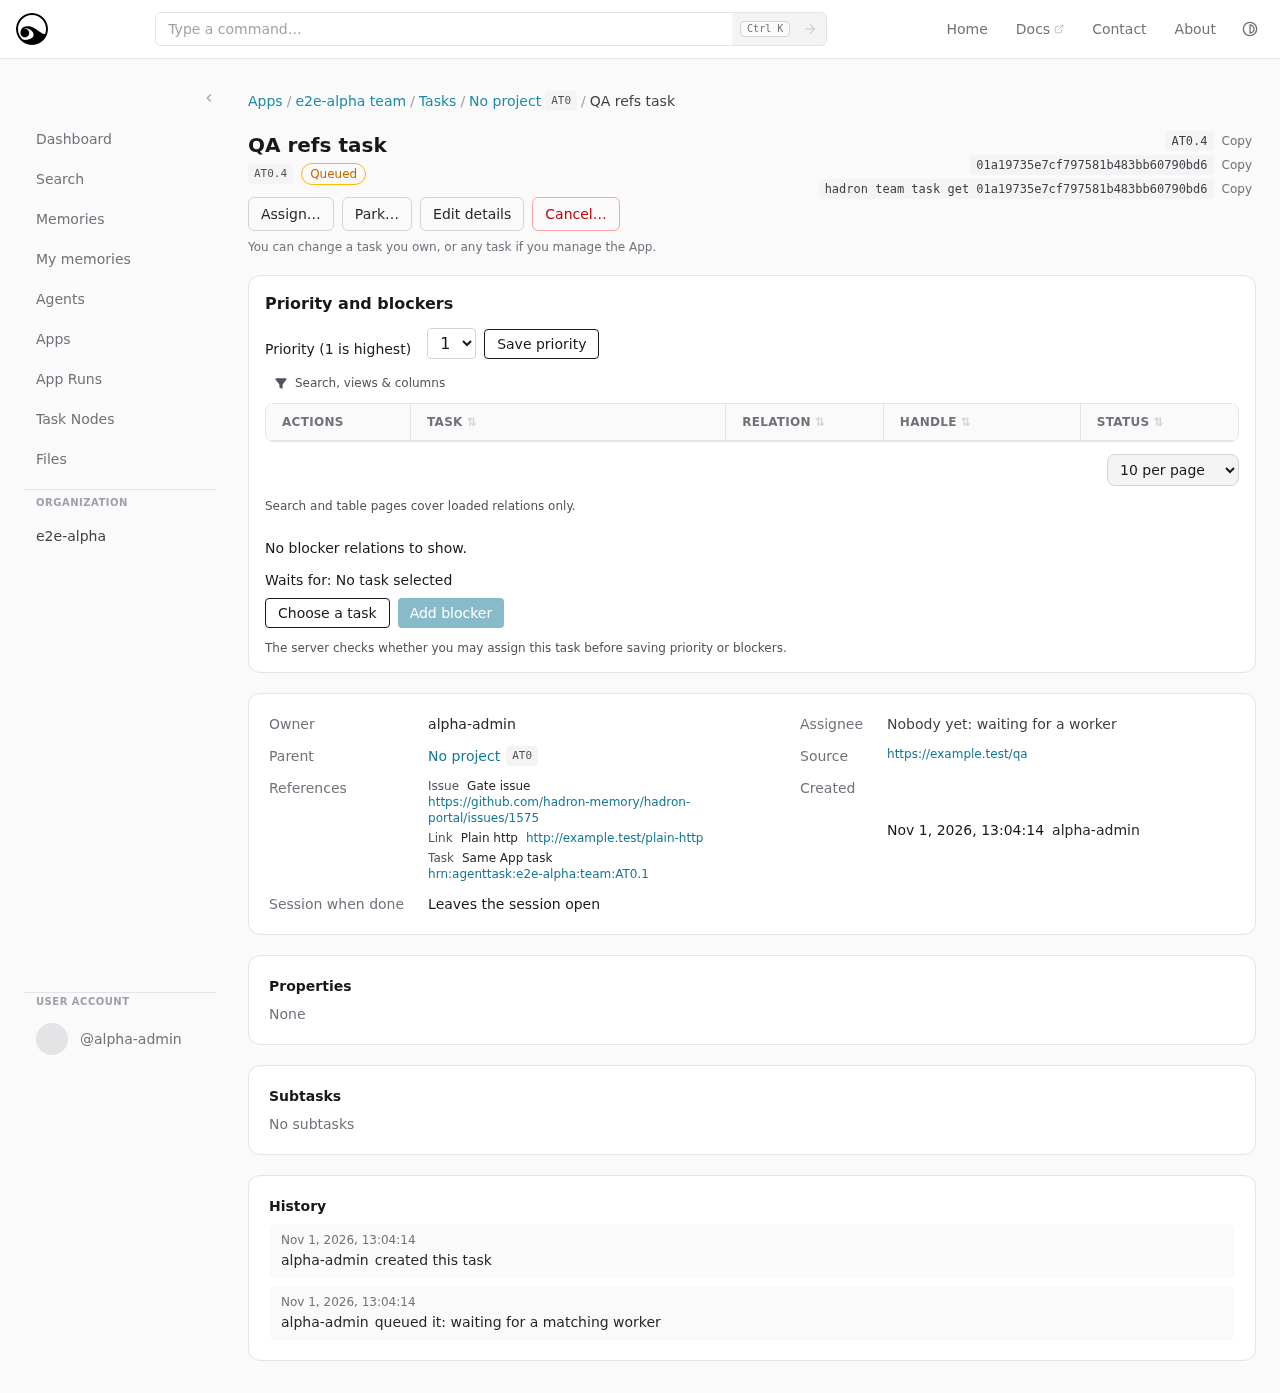 Type a command...
Ctrl K
Home
Docs
Contact
About
Dashboard
Search
Memories
My memories
Agents
Apps
App Runs
Task Nodes
Files
ORGANIZATION
e2e-alpha
USER ACCOUNT
@alpha-admin
Apps / e2e-alpha team / Tasks / No project AT0 / QA refs task
QA refs task
AT0.4 Queued
AT0.4 Copy
01a19735e7cf797581b483bb60790bd6 Copy
hadron team task get 01a19735e7cf797581b483bb60790bd6 Copy
Assign... Park... Edit details Cancel...
You can change a task you own, or any task if you manage the App.
Priority and blockers
Priority (1 is highest) 1 Save priority
Search, views & columns
ACTIONS TASK RELATION HANDLE STATUS
10 per page
Search and table pages cover loaded relations only.
No blocker relations to show.
Waits for: No task selected
Choose a task Add blocker
The server checks whether you may assign this task before saving priority or blockers.
Owner alpha-admin
Assignee Nobody yet: waiting for a worker
Parent No project AT0
Source https://example.test/qa
References
Issue Gate issue
https://github.com/hadron-memory/hadron-
portal/issues/1575
Link Plain http http://example.test/plain-http
Task Same App task
hrn:agenttask:e2e-alpha:team:AT0.1
Created
Nov 1, 2026, 13:04:14 alpha-admin
Session when done Leaves the session open
Properties
None
Subtasks
No subtasks
History
Nov 1, 2026, 13:04:14
alpha-admin created this task
Nov 1, 2026, 13:04:14
alpha-admin queued it: waiting for a matching worker